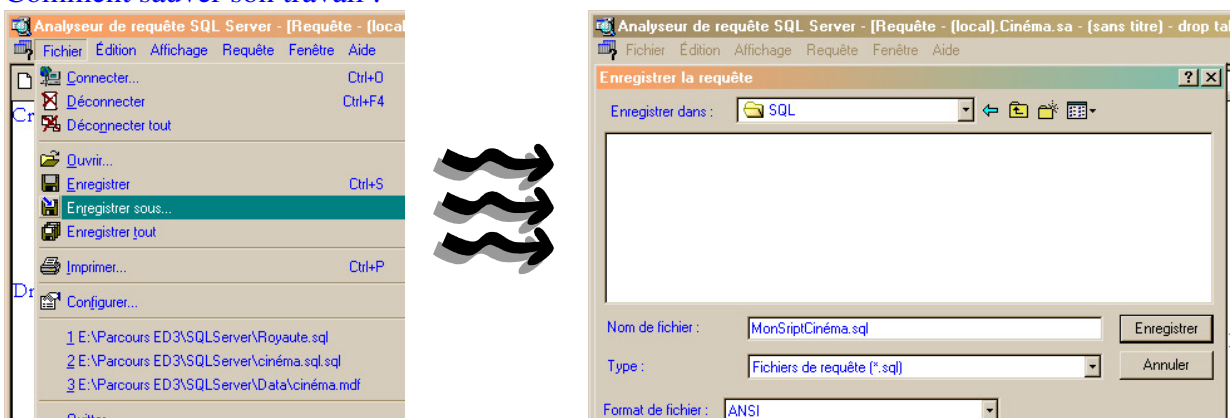 Comment sauver son travail ?
Analyseur de requête SQL Server - [Requête - (local
Fichier Édition Affichage Requête Fenêtre Aide
Connecter... Ctrl+O
Déconnecter Ctrl+F4
Cr
Déconnecter tout
Ouvrir...
Enregistrer Ctrl+S
Enregistrer sous...
Enregistrer tout
Imprimer... Ctrl+P
Dr
Configurer...
1 E:\Parcours ED3\SQLServer\Royaute.sql
2 E:\Parcours ED3\SQLServer\cinéma.sql.sql
3 E:\Parcours ED3\SQLServer\Data\cinéma.mdf
Quitter
Analyseur de requête SQL Server - [Requête - (local).Cinéma.sa - (sans titre) - drop tal
Fichier Édition Affichage Requête Fenêtre Aide
Enregistrer la requête
Enregistrer dans : SQL
Nom de fichier : MonSriptCinéma.sql Enregistrer
Type : Fichiers de requête (*.sql) Annuler
Format de fichier : ANSI